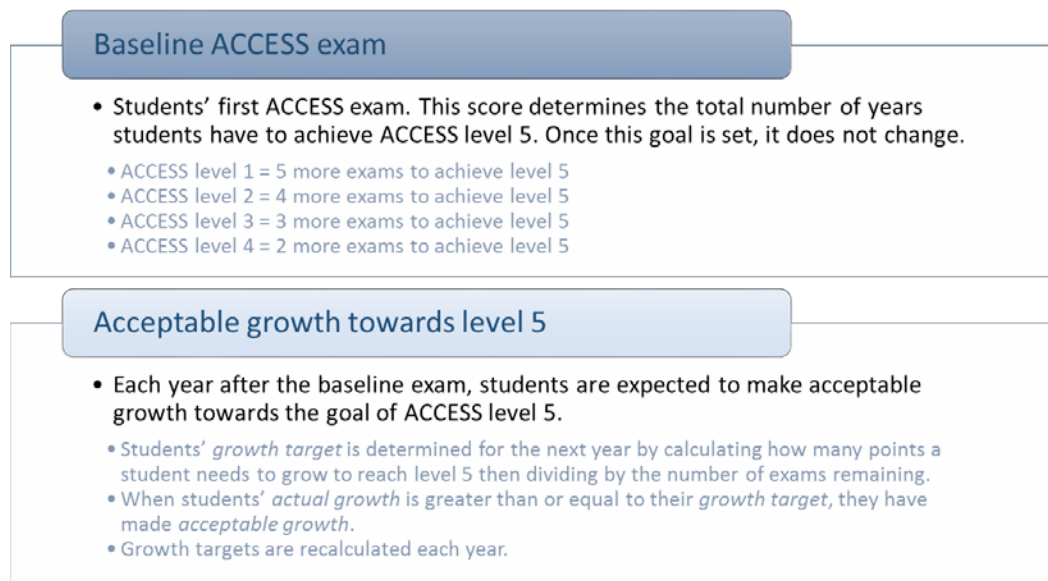 Baseline ACCESS exam
• Students’ first ACCESS exam. This score determines the total number of years
students have to achieve ACCESS level 5. Once this goal is set, it does not change.
• ACCESS level 1 = 5 more exams to achieve level 5
• ACCESS level 2 = 4 more exams to achieve level 5
• ACCESS level 3 = 3 more exams to achieve level 5
• ACCESS level 4 = 2 more exams to achieve level 5
Acceptable growth towards level 5
• Each year after the baseline exam, students are expected to make acceptable
growth towards the goal of ACCESS level 5.
• Students’ growth target is determined for the next year by calculating how many points a
student needs to grow to reach level 5 then dividing by the number of exams remaining.
• When students’ actual growth is greater than or equal to their growth target, they have
made acceptable growth.
• Growth targets are recalculated each year.